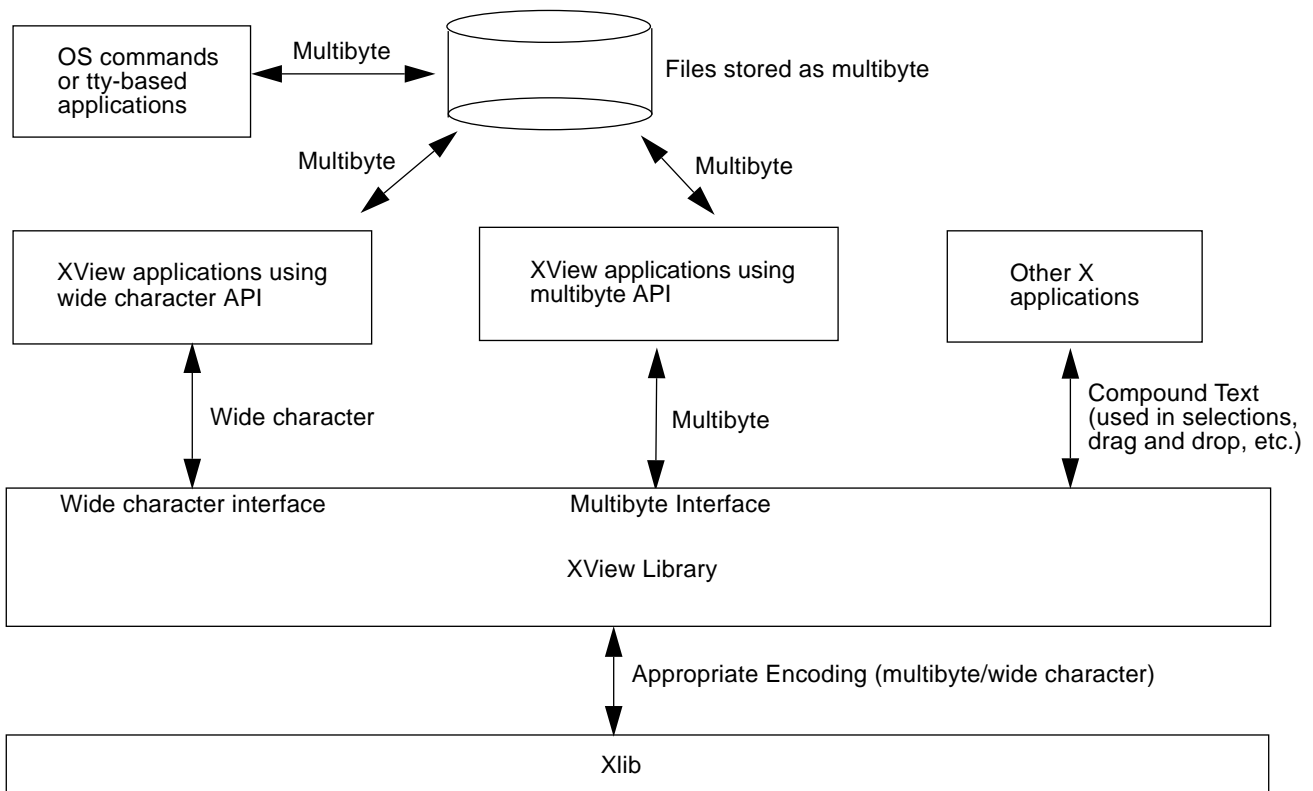 OS commands
or tty-based
applications
Multibyte
Files stored as multibyte
Multibyte
Multibyte
XView applications using
wide character API
XView applications using
multibyte API
Other X
applications
Wide character
Multibyte
Compound Text
(used in selections,
drag and drop, etc.)
Wide character interface
Multibyte Interface
XView Library
Appropriate Encoding (multibyte/wide character)
Xlib